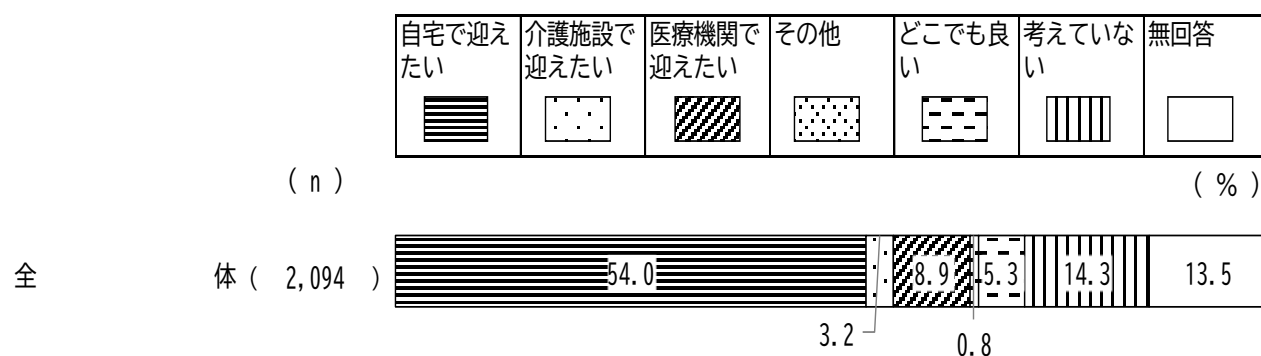 自宅で迎え
たい
介護施設で
迎えたい
医療機関で
迎えたい
その他
どこでも良
い
考えていな
い
無回答
(n)
(%)
全体( 2,094 )
54.0
8.9
5.3
14.3
13.5
3.2
0.8